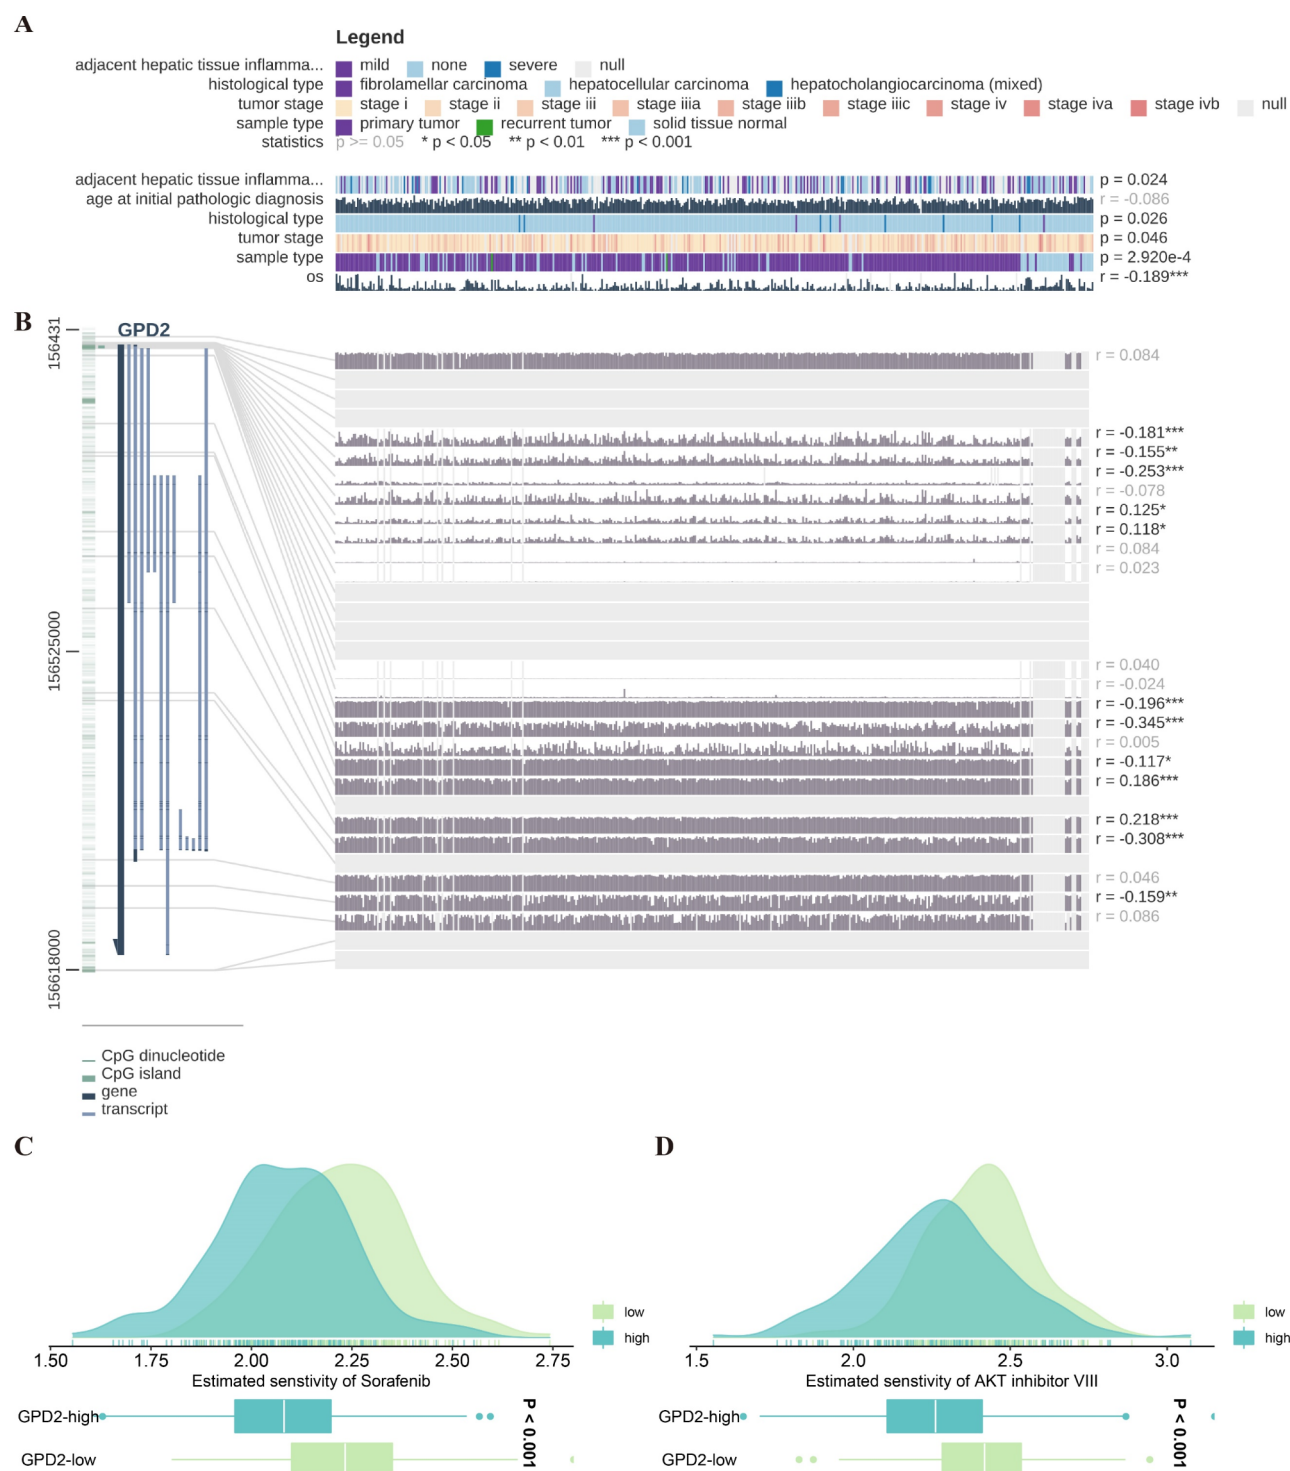 A
Legend
adjacent hepatic tissue inflamma... mild none severe null
histological type fibrolamellar carcinoma hepatocellular carcinoma hepatocholangiocarcinoma (mixed)
tumor stage stage i stage ii stage iii stage iiia stage iiib stage iiic stage iv stage iva stage ivb null
sample type primary tumor recurrent tumor solid tissue normal
statistics p >= 0.05 * p < 0.05 ** p < 0.01 *** p < 0.001
adjacent hepatic tissue inflamma... p = 0.024
age at initial pathologic diagnosis r = -0.086
histological type p = 0.026
tumor stage p = 0.046
sample type p = 2.920e-4
os r = -0.189***
B
GPD2
156431
156525000
156618000
r = 0.084
r = -0.181***
r = -0.155**
r = -0.253***
r = -0.078
r = 0.125*
r = 0.118*
r = 0.084
r = 0.023
r = 0.040
r = -0.024
r = -0.196***
r = -0.345***
r = 0.005
r = -0.117*
r = 0.186***
r = 0.218***
r = -0.308***
r = 0.046
r = -0.159**
r = 0.086
CpG dinucleotide
CpG island
gene
transcript
C
low
high
1.50 1.75 2.00 2.25 2.50 2.75
Estimated senstivity of Sorafenib
GPD2-high
GPD2-low
P < 0.001
D
low
high
1.5 2.0 2.5 3.0
Estimated senstivity of AKT inhibitor VIII
GPD2-high
GPD2-low
P < 0.001